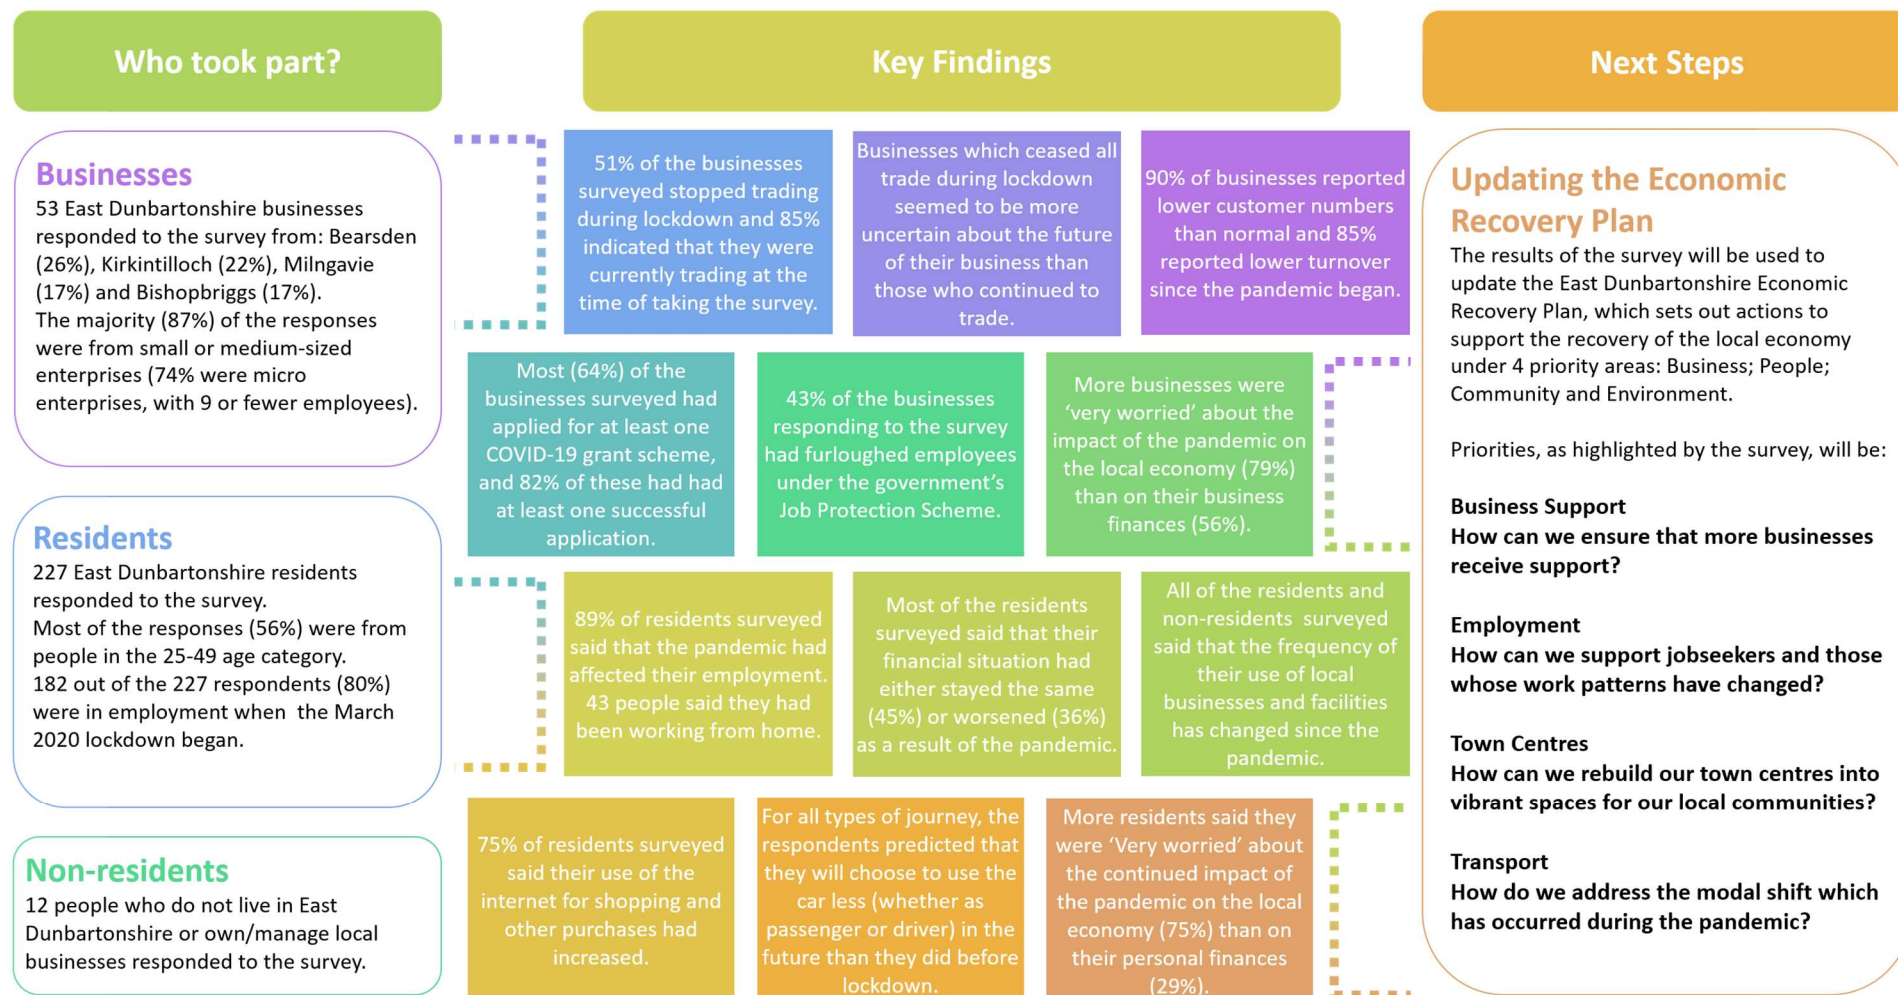 Who took part?
Key Findings
Next Steps
Businesses
53 East Dunbartonshire businesses
responded to the survey from: Bearsden
(26%), Kirkintilloch (22%), Milngavie
(17%) and Bishopbriggs (17%).
The majority (87%) of the responses
were from small or medium-sized
enterprises (74% were micro
enterprises, with 9 or fewer employees).
Residents
227 East Dunbartonshire residents
responded to the survey.
Most of the responses (56%) were from
people in the 25-49 age category.
182 out of the 227 respondents (80%)
were in employment when  the March
2020 lockdown began.
Non-residents
12 people who do not live in East
Dunbartonshire or own/manage local
businesses responded to the survey.
51% of the businesses
surveyed stopped trading
during lockdown and 85%
indicated that they were
currently trading at the
time of taking the survey.
Businesses which ceased all
trade during lockdown
seemed to be more
uncertain about the future
of their business than
those who continued to
trade.
90% of businesses reported
lower customer numbers
than normal and 85%
reported lower turnover
since the pandemic began.
Most (64%) of the
businesses surveyed had
applied for at least one
COVID-19 grant scheme,
and 82% of these had had
at least one successful
application.
43% of the businesses
responding to the survey
had furloughed employees
under the government’s
Job Protection Scheme.
More businesses were
‘very worried’ about the
impact of the pandemic on
the local economy (79%)
than on their business
finances (56%).
89% of residents surveyed
said that the pandemic had
affected their employment.
43 people said they had
been working from home.
Most of the residents
surveyed said that their
financial situation had
either stayed the same
(45%) or worsened (36%)
as a result of the pandemic.
All of the residents and
non-residents  surveyed
said that the frequency of
their use of local
businesses and facilities
has changed since the
pandemic.
75% of residents surveyed
said their use of the
internet for shopping and
other purchases had
increased.
For all types of journey, the
respondents predicted that
they will choose to use the
car less (whether as
passenger or driver) in the
future than they did before
lockdown.
More residents said they
were ‘Very worried’ about
the continued impact of
the pandemic on the local
economy (75%) than on
their personal finances
(29%).
Updating the Economic
Recovery Plan
The results of the survey will be used to
update the East Dunbartonshire Economic
Recovery Plan, which sets out actions to
support the recovery of the local economy
under 4 priority areas: Business; People;
Community and Environment.
Priorities, as highlighted by the survey, will be:
Business Support
How can we ensure that more businesses
receive support?
Employment
How can we support jobseekers and those
whose work patterns have changed?
Town Centres
How can we rebuild our town centres into
vibrant spaces for our local communities?
Transport
How do we address the modal shift which
has occurred during the pandemic?